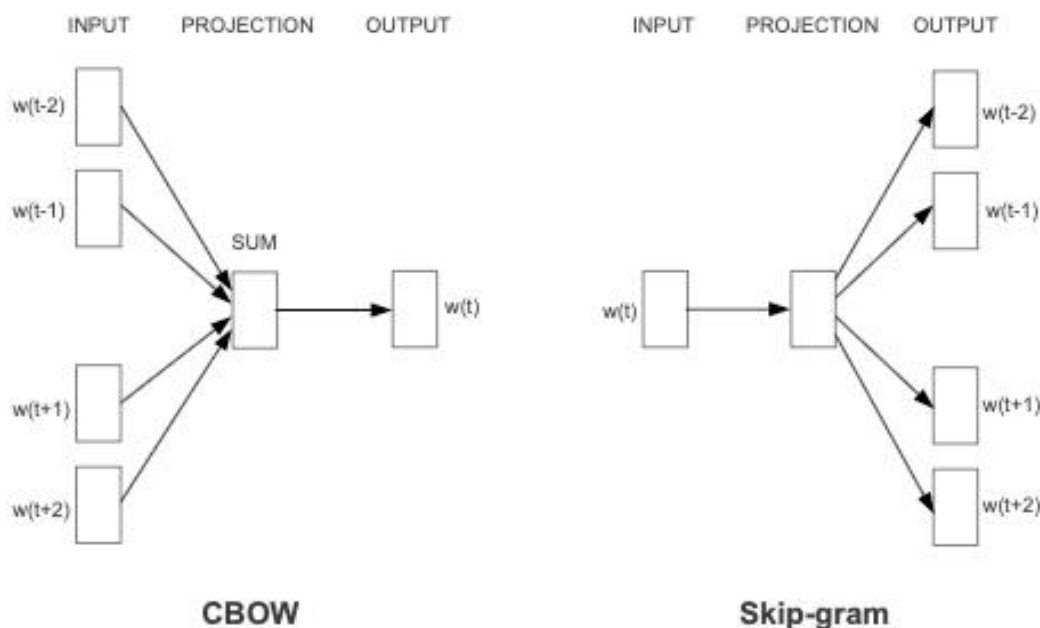 INPUT PROJECTION OUTPUT
w(t-2)
w(t-1)
SUM
w(t)
w(t+1)
w(t+2)
CBOW
INPUT PROJECTION OUTPUT
w(t-2)
w(t-1)
w(t)
w(t+1)
w(t+2)
Skip-gram